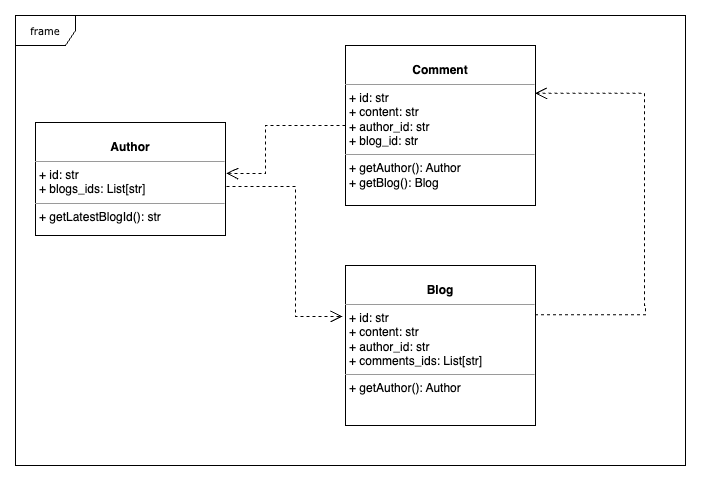 frame
Comment
+ id: str
+ content: str
+ author_id: str
+ blog_id: str
+ getAuthor(): Author
+ getBlog(): Blog
Author
+ id: str
+ blogs_ids: List[str]
+ getLatestBlogId(): str
Blog
+ id: str
+ content: str
+ author_id: str
+ comments_ids: List[str]
+ getAuthor(): Author